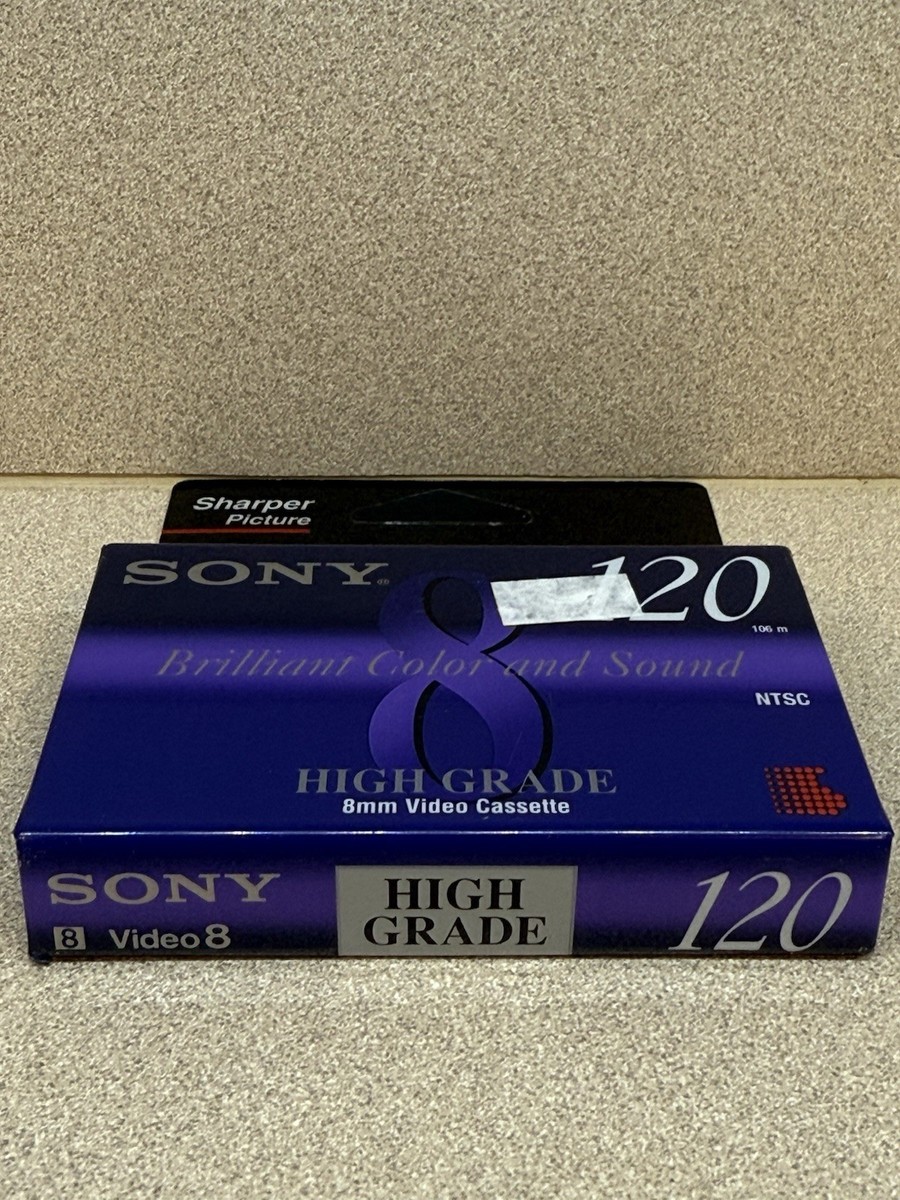 Sharper
Picture
SONY®
120
106 m
8
Brilliant Color and Sound
NTSC
HIGH GRADE
8mm Video Cassette
SONY
HIGH
GRADE
120
8 Video8